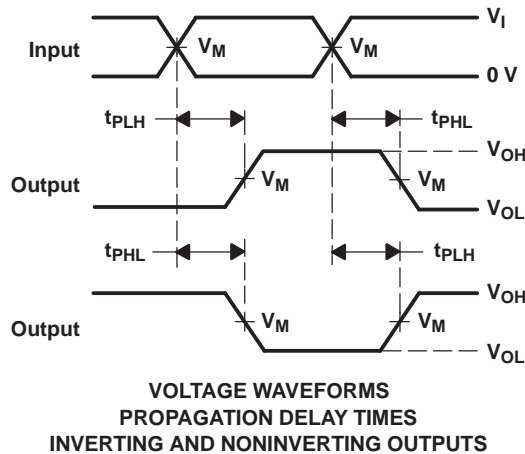 V_I
Input
V_M V_M
0 V
t_PLH t_PHL
V_OH
Output
V_M V_M
V_OL
t_PHL t_PLH
V_OH
Output
V_M V_M
V_OL
VOLTAGE WAVEFORMS
PROPAGATION DELAY TIMES
INVERTING AND NONINVERTING OUTPUTS